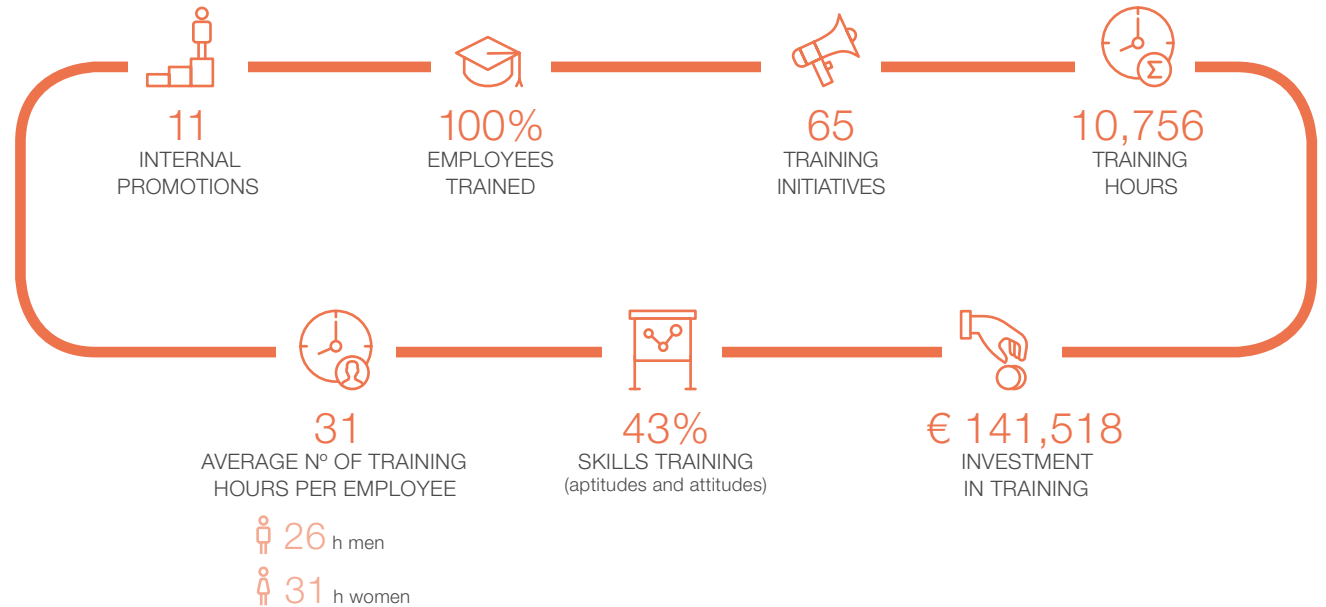 11
INTERNAL
PROMOTIONS
100%
EMPLOYEES
TRAINED
65
TRAINING
INITIATIVES
10,756
TRAINING
HOURS
Σ
31
AVERAGE Nº OF TRAINING
HOURS PER EMPLOYEE
26 h men
31 h women
43%
SKILLS TRAINING
(aptitudes and attitudes)
€ 141,518
INVESTMENT
IN TRAINING